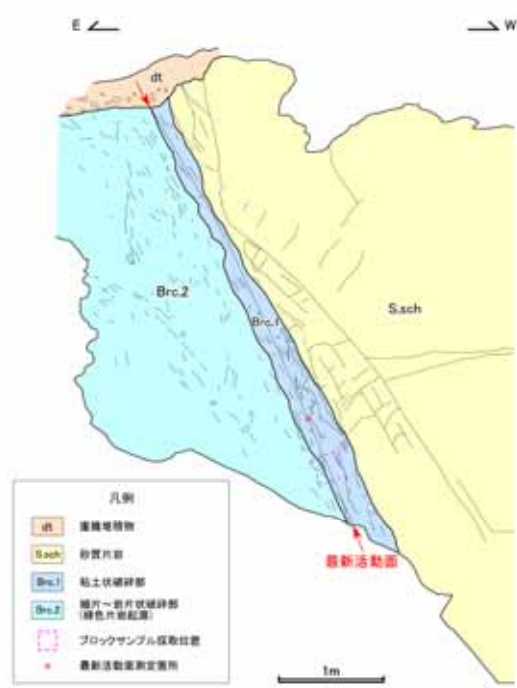 E
W
dt
Brc.2
Brc.1
S.sch
最新活動面
凡例
dt 崖錐堆積物
S.sch 砂質片岩
Brc.1 粘土状破砕部
Brc.2 細片~岩片状破砕部
(緑色片岩起源)
ブロックサンプル採取位置
最新活動面測定箇所
1m